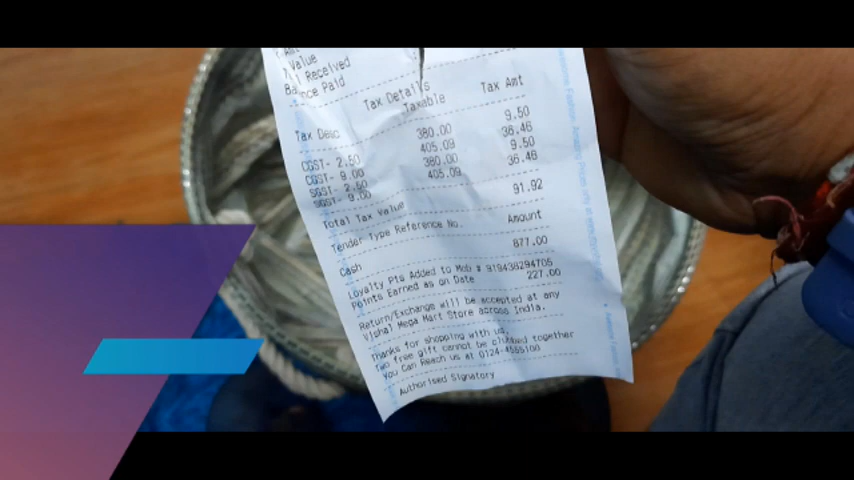 Value
Received
Paid
Tax Details
Tax Desc Taxable Tax Amt
CGST- 2.50 380.00 9.50
CGST- 9.00 405.09 36.46
SGST- 2.50 380.00 9.50
SGST- 9.00 405.09 36.46
Total Tax Value 91.92
Tender Type Reference No. Amount
Cash 877.00
Loyalty Pts Added to Mob # 919438294705
Points Earned as on Date 227.00
Return/Exchange will be accepted at any
Vishal Mega Mart Store across India.
Thanks for shopping with us.
Two free gift cannot be clubbed together
You Can Reach us at 0124-4555100
Authorised Signatory